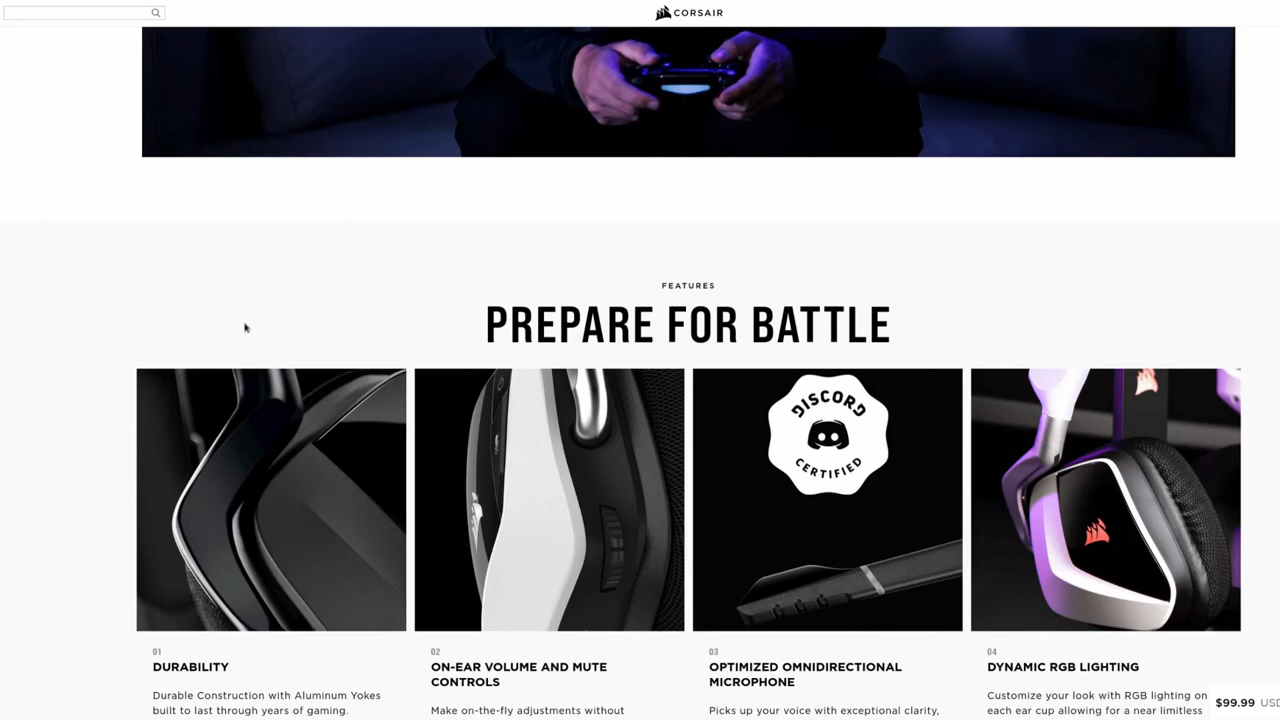 CORSAIR
FEATURES
PREPARE FOR BATTLE
DISCORD
CERTIFIED
01
DURABILITY
Durable Construction with Aluminum Yokes
built to last through years of gaming.
02
ON-EAR VOLUME AND MUTE
CONTROLS
Make on-the-fly adjustments without
03
OPTIMIZED OMNIDIRECTIONAL
MICROPHONE
Picks up your voice with exceptional clarity,
04
DYNAMIC RGB LIGHTING
Customize your look with RGB lighting on
each ear cup allowing for a near limitless
$99.99 USD